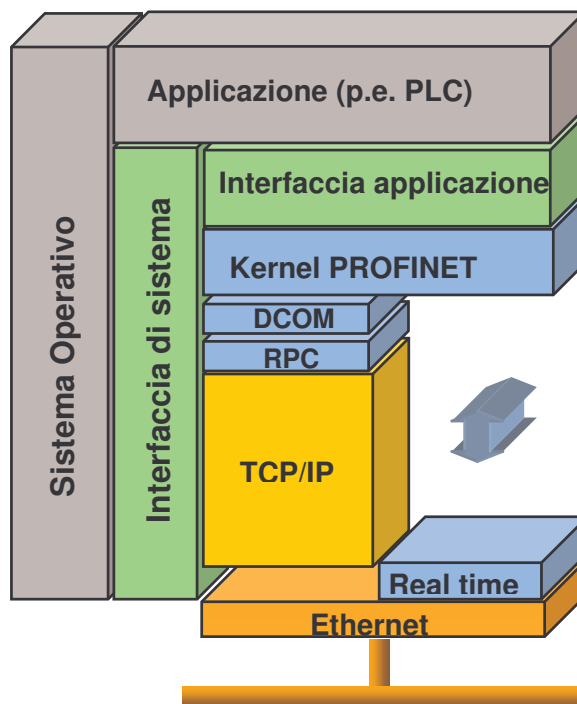 Applicazione (p.e. PLC)
Interfaccia applicazione
Kernel PROFINET
DCOM
RPC
TCP/IP
Real time
Ethernet
Sistema Operativo
Interfaccia di sistema